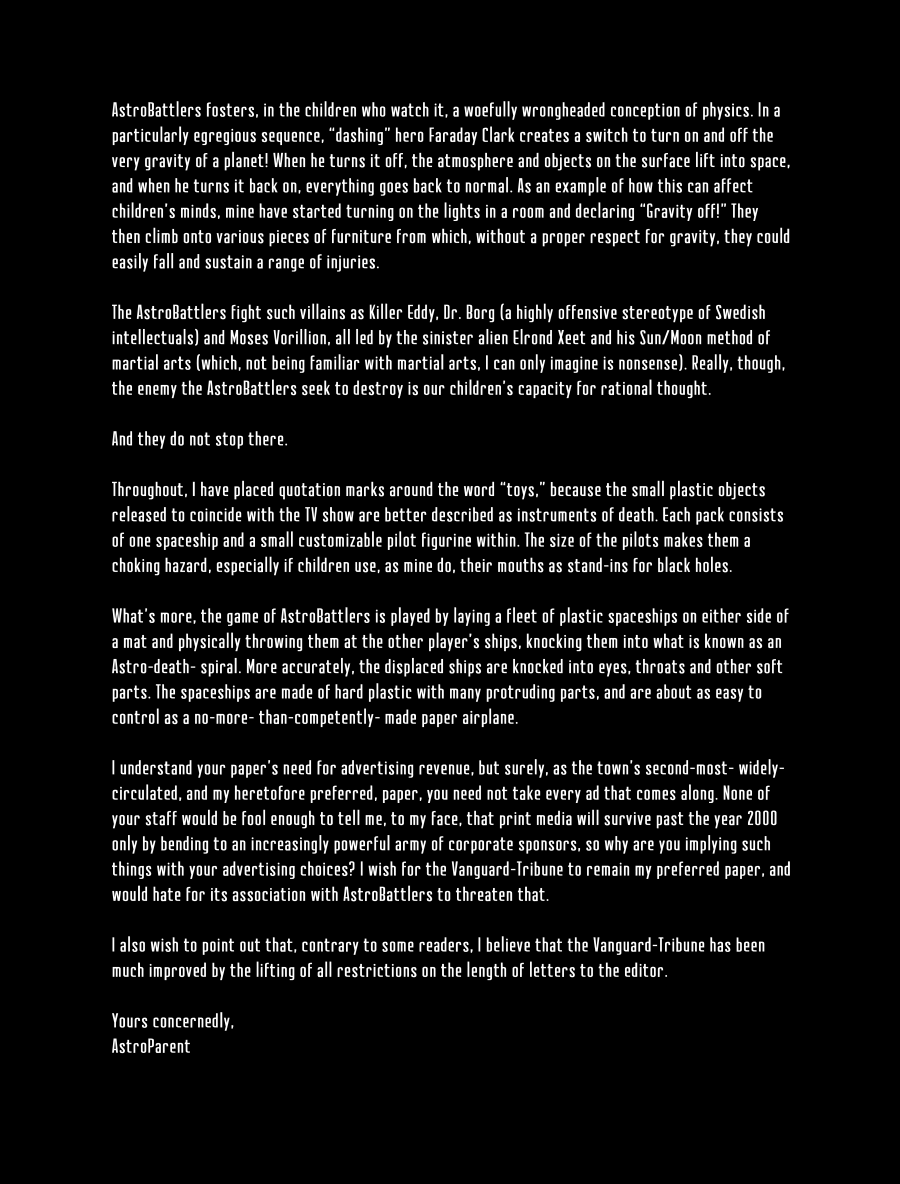 AstroBattlers fosters, in the children who watch it, a woefully wrongheaded conception of physics. In a
particularly egregious sequence, “dashing” hero Faraday Clark creates a switch to turn on and off the
very gravity of a planet! When he turns it off, the atmosphere and objects on the surface lift into space,
and when he turns it back on, everything goes back to normal. As an example of how this can affect
children’s minds, mine have started turning on the lights in a room and declaring “Gravity off!” They
then climb onto various pieces of furniture from which, without a proper respect for gravity, they could
easily fall and sustain a range of injuries.

The AstroBattlers fight such villains as Killer Eddy, Dr. Borg (a highly offensive stereotype of Swedish
intellectuals) and Moses Vorillion, all led by the sinister alien Elrond Xeet and his Sun/Moon method of
martial arts (which, not being familiar with martial arts, I can only imagine is nonsense). Really, though,
the enemy the AstroBattlers seek to destroy is our children’s capacity for rational thought.

And they do not stop there.

Throughout, I have placed quotation marks around the word “toys,” because the small plastic objects
released to coincide with the TV show are better described as instruments of death. Each pack consists
of one spaceship and a small customizable pilot figurine within. The size of the pilots makes them a
choking hazard, especially if children use, as mine do, their mouths as stand-ins for black holes.

What’s more, the game of AstroBattlers is played by laying a fleet of plastic spaceships on either side of
a mat and physically throwing them at the other player’s ships, knocking them into what is known as an
Astro-death- spiral. More accurately, the displaced ships are knocked into eyes, throats and other soft
parts. The spaceships are made of hard plastic with many protruding parts, and are about as easy to
control as a no-more- than-competently- made paper airplane.

I understand your paper’s need for advertising revenue, but surely, as the town’s second-most- widely-
circulated, and my heretofore preferred, paper, you need not take every ad that comes along. None of
your staff would be fool enough to tell me, to my face, that print media will survive past the year 2000
only by bending to an increasingly powerful army of corporate sponsors, so why are you implying such
things with your advertising choices? I wish for the Vanguard-Tribune to remain my preferred paper, and
would hate for its association with AstroBattlers to threaten that.

I also wish to point out that, contrary to some readers, I believe that the Vanguard-Tribune has been
much improved by the lifting of all restrictions on the length of letters to the editor.

Yours concernedly,
AstroParent